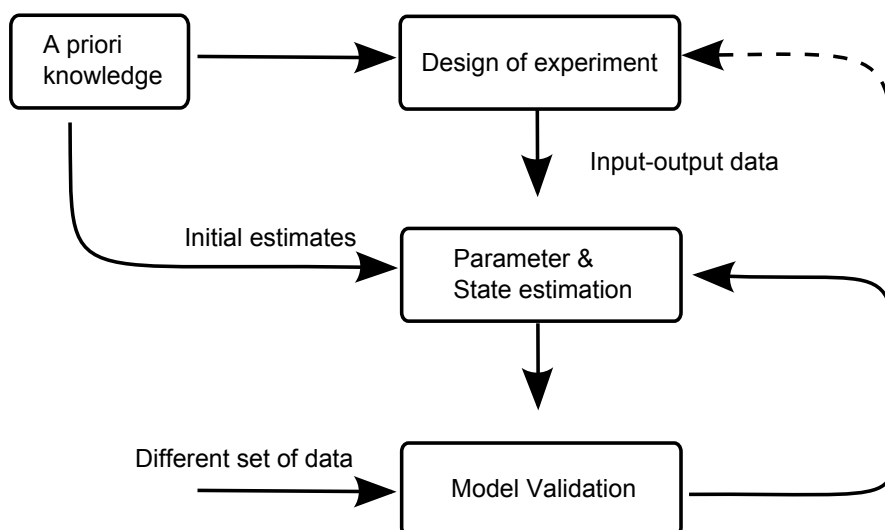 A priori
knowledge
Design of experiment
Input-output data
Initial estimates
Parameter &
State estimation
Different set of data
Model Validation